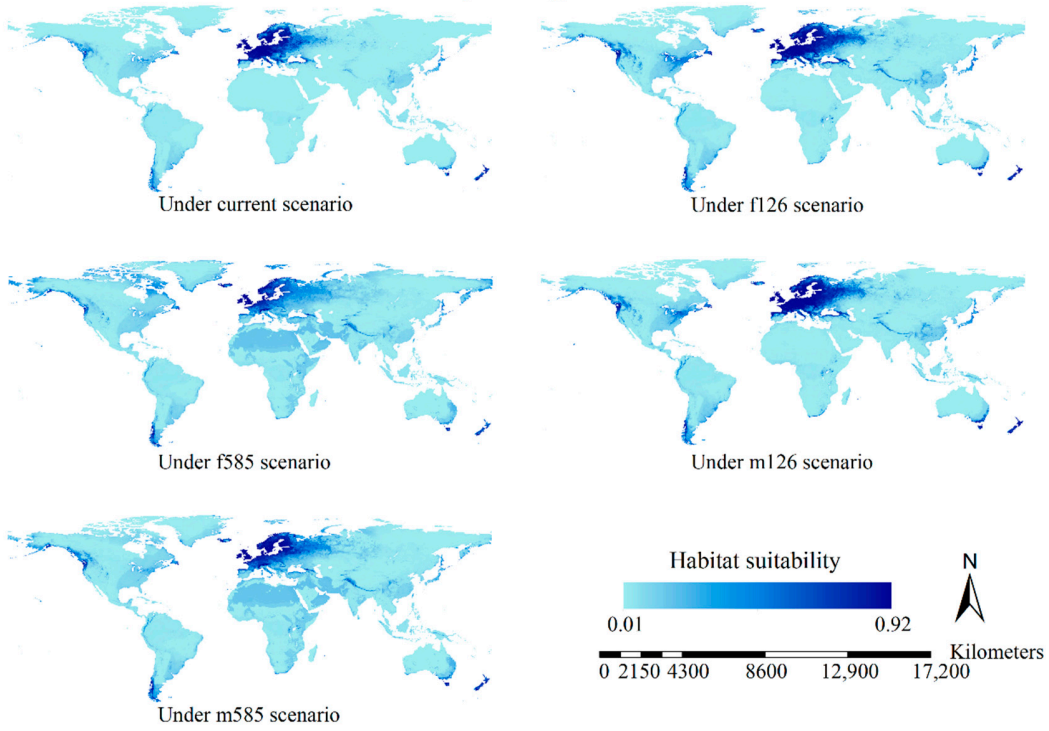 Under current scenario
Under f126 scenario
Under f585 scenario
Under m126 scenario
Under m585 scenario
Habitat suitability
0.01 0.92
N
Kilometers
0 2150 4300 8600 12,900 17,200